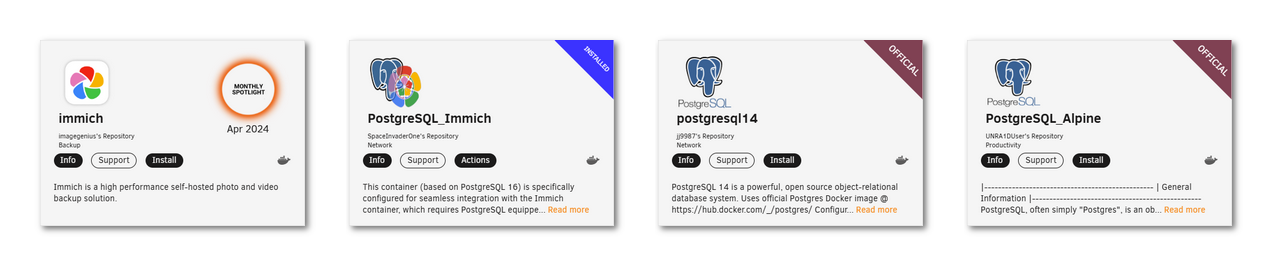 MONTHLY
SPOTLIGHT
immich
Apr 2024
imagegenius's Repository
Backup
Info Support Install
Immich is a high performance self-hosted photo and video
backup solution.
INSTALLED
PostgreSQL_Immich
SpaceInvaderOne's Repository
Network
Info Support Actions
This container (based on PostgreSQL 16) is specifically
configured for seamless integration with the Immich
container, which requires PostgreSQL equippe... Read more
OFFICIAL
PostgreSQL
postgresql14
jj9987's Repository
Network
Info Support Install
PostgreSQL 14 is a powerful, open source object-relational
database system. Uses official Postgres Docker image @
https://hub.docker.com/_/postgres/ Configur... Read more
OFFICIAL
PostgreSQL
PostgreSQL_Alpine
UNRA1DUser's Repository
Productivity
Info Support Install
|------------------------------------------------- | General
Information |-------------------------------------------------
PostgreSQL, often simply "Postgres", is an ob... Read more